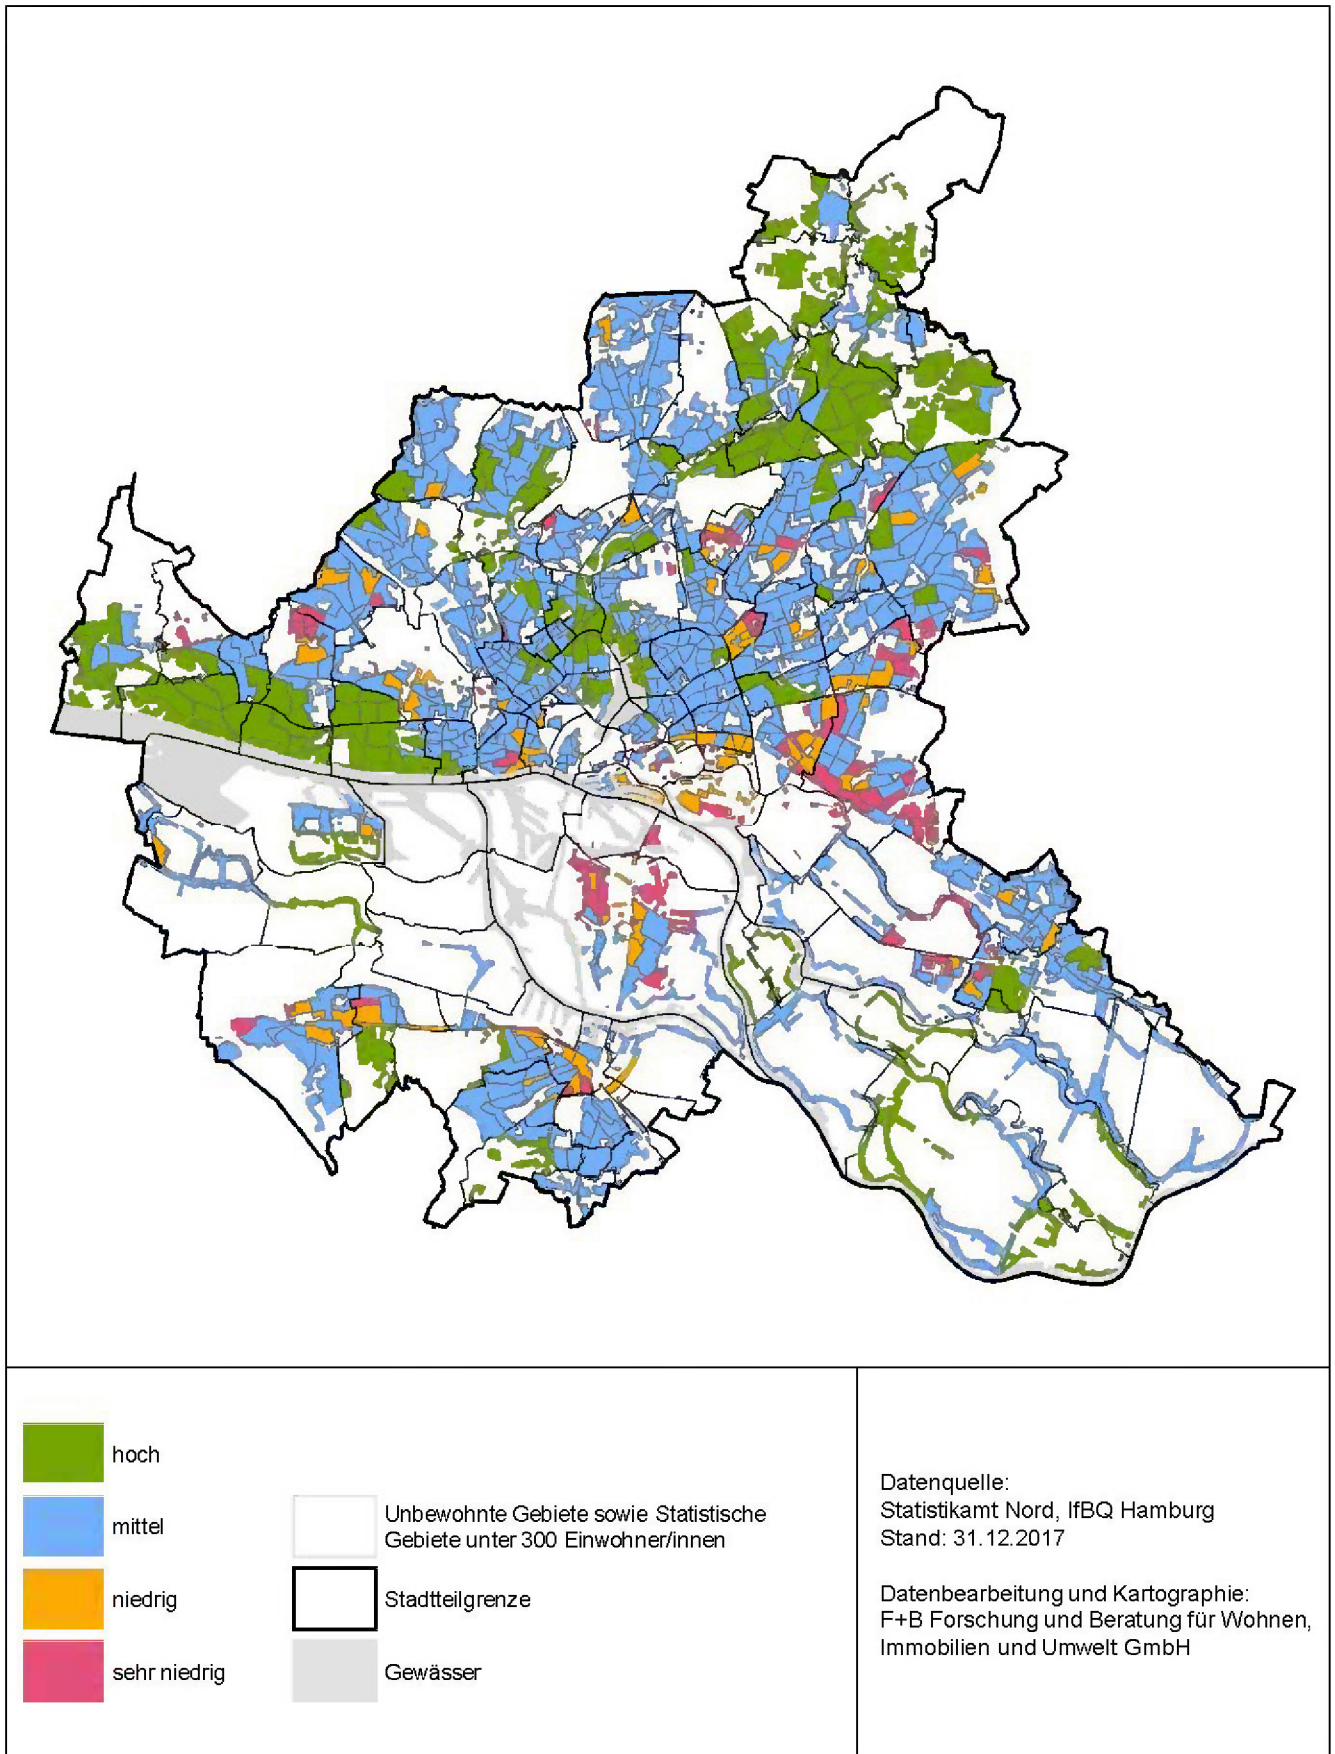 hoch
mittel
niedrig
sehr niedrig
Unbewohnte Gebiete sowie Statistische
Gebiete unter 300 Einwohner/innen
Stadtteilgrenze
Gewässer
Datenquelle:
Statistikamt Nord, IfBQ Hamburg
Stand: 31.12.2017
Datenbearbeitung und Kartographie:
F+B Forschung und Beratung für Wohnen,
Immobilien und Umwelt GmbH